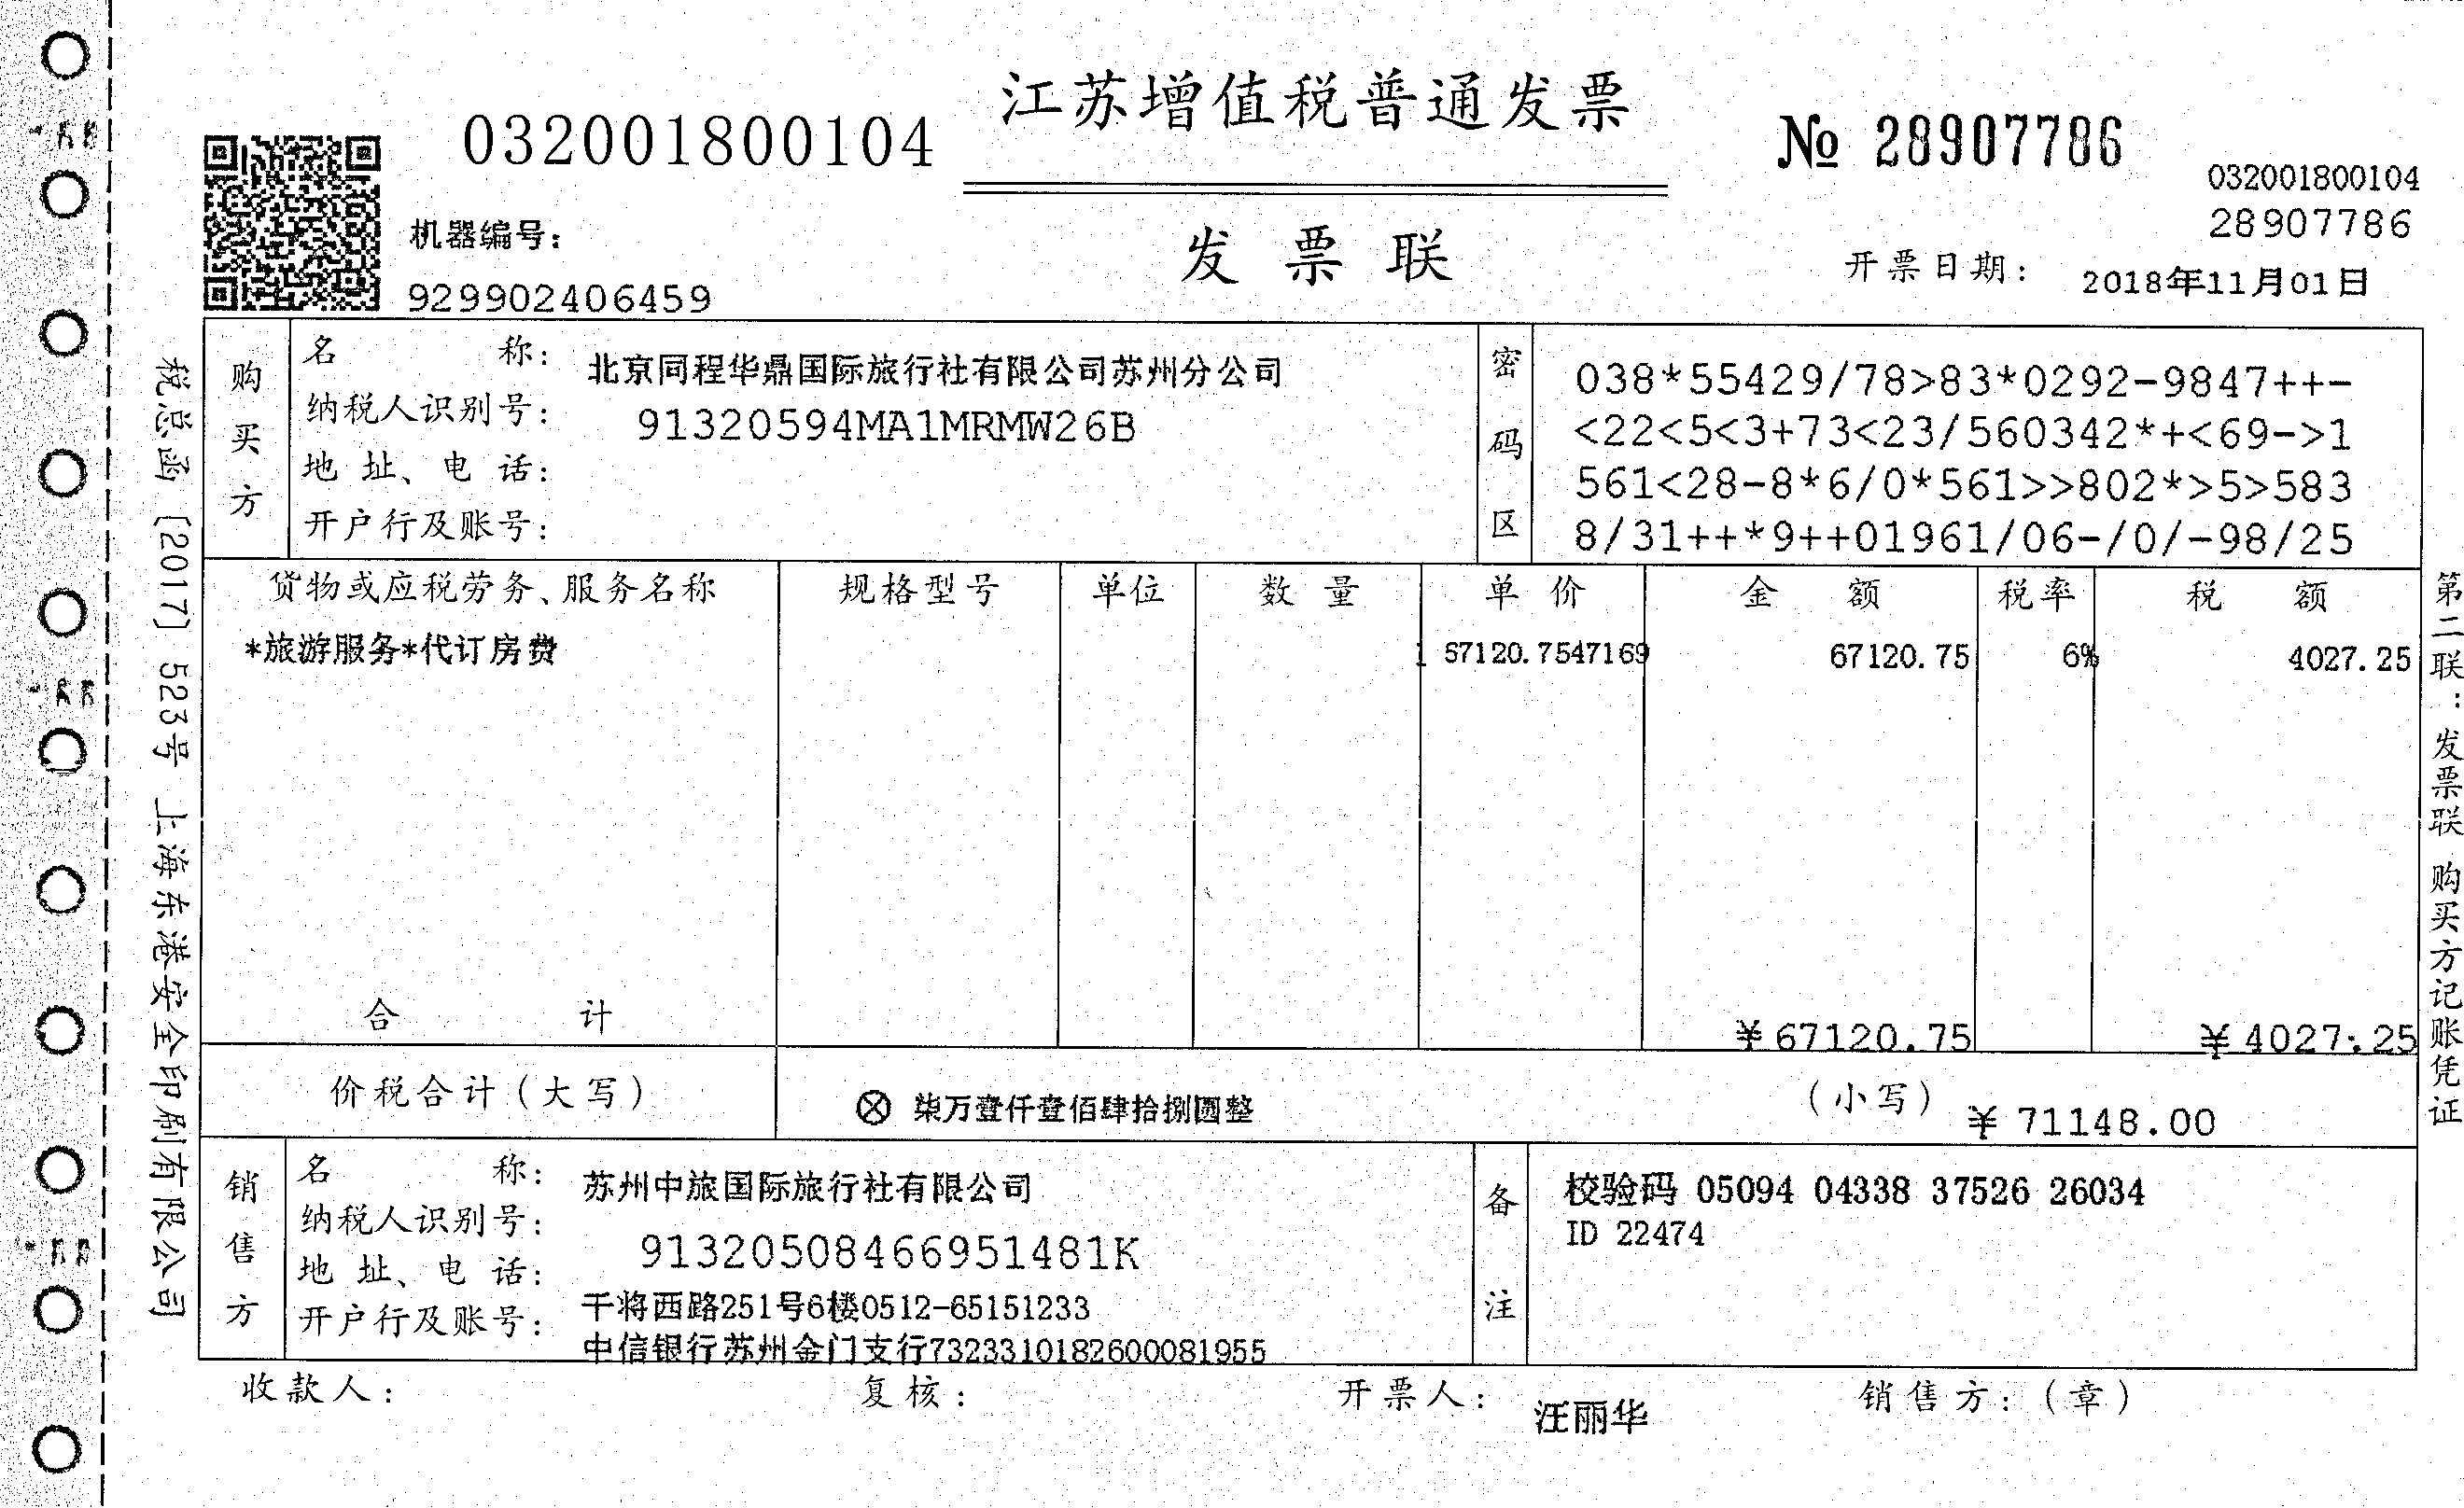 江苏增值税普通发票
032001800104
№ 28907786
032001800104
28907786
机器编号:
929902406459
发票联
开票日期: 2018年11月01日
税总函〔2017〕523号 上海东港安全印刷有限公司
购买方
名称: 北京同程华鼎国际旅行社有限公司苏州分公司
纳税人识别号: 91320594MA1MRMW26B
地址、电话:
开户行及账号:
密码区
038*55429/78>83*0292-9847++-
<22<5<3+73<23/560342*+<69->1
561<28-8*6/0*561>>802*>5>583
8/31++*9++01961/06-/0/-98/25
货物或应税劳务、服务名称 规格型号 单位 数量 单价 金额 税率 税额
*旅游服务*代订房费 1 67120.7547169 67120.75 6% 4027.25
合计 ¥67120.75 ¥4027.25
价税合计(大写) ⊗ 柒万壹仟壹佰肆拾捌圆整 (小写) ¥71148.00
销售方
名称: 苏州中旅国际旅行社有限公司
纳税人识别号: 91320508466951481K
地址、电话: 干将西路251号6楼0512-65151233
开户行及账号: 中信银行苏州金门支行7323310182600081955
备注
校验码 05094 04338 37526 26034
ID 22474
收款人: 复核: 开票人: 汪丽华 销售方:(章)
第二联:发票联 购买方记账凭证